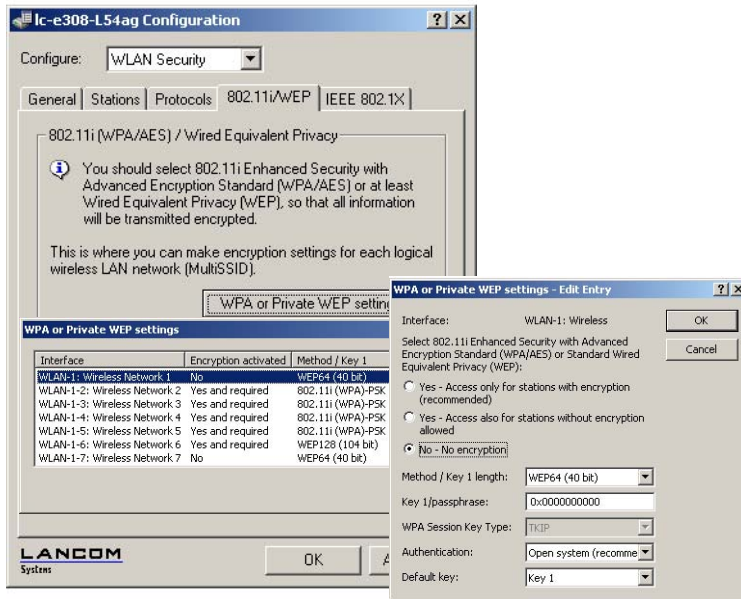 lc-e308-L54ag Configuration
Configure: WLAN Security
General Stations Protocols 802.11i/WEP IEEE 802.1X
802.11i (WPA/AES) / Wired Equivalent Privacy
You should select 802.11i Enhanced Security with
Advanced Encryption Standard (WPA/AES) or at least
Wired Equivalent Privacy (WEP), so that all information
will be transmitted encrypted.
This is where you can make encryption settings for each logical
wireless LAN network (MultiSSID).
WPA or Private WEP
WPA or Private WEP settings
Interface Encryption activated Method / Key 1
WLAN-1: Wireless Network 1 No WEP64 (40 bit)
WLAN-1-2: Wireless Network 2 Yes and required 802.11i (WPA)-PSK
WLAN-1-3: Wireless Network 3 Yes and required 802.11i (WPA)-PSK
WLAN-1-4: Wireless Network 4 Yes and required 802.11i (WPA)-PSK
WLAN-1-5: Wireless Network 5 Yes and required 802.11i (WPA)-PSK
WLAN-1-6: Wireless Network 6 Yes and required WEP128 (104 bit)
WLAN-1-7: Wireless Network 7 No WEP64 (40 bit)
LANCOM
Systems
OK
WPA or Private WEP settings - Edit Entry
Interface: WLAN-1: Wireless
OK
Select 802.11i Enhanced Security with Advanced
Encryption Standard (WPA/AES) or Standard Wired
Equivalent Privacy (WEP):
Cancel
Yes - Access only for stations with encryption
(recommended)
Yes - Access also for stations without encryption
allowed
No - No encryption
Method / Key 1 length: WEP64 (40 bit)
Key 1/passphrase: 0x0000000000
WPA Session Key Type: TKIP
Authentication: Open system (recomme
Default key: Key 1